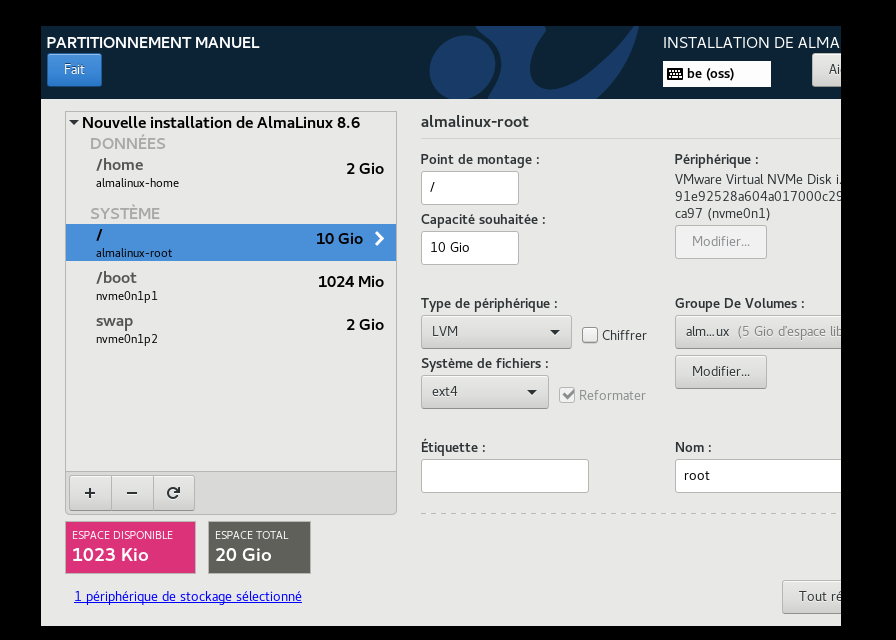 PARTITIONNEMENT MANUEL
INSTALLATION DE ALMA
Fait
be (oss)
Nouvelle installation de AlmaLinux 8.6
DONNÉES
/home
2 Gio
almalinux-home
SYSTÈME
/
10 Gio
almalinux-root
/boot
1024 Mio
nvme0n1p1
swap
2 Gio
nvme0n1p2
ESPACE DISPONIBLE
1023 Kio
ESPACE TOTAL
20 Gio
1 périphérique de stockage sélectionné
almalinux-root
Point de montage :
/
Capacité souhaitée :
10 Gio
Périphérique :
VMware Virtual NVMe Disk i.
91e92528a604a017000c29
ca97 (nvme0n1)
Modifier...
Type de périphérique :
LVM
Chiffrer
Système de fichiers :
ext4
Reformater
Groupe De Volumes :
alm...ux (5 Gio d'espace lib
Modifier...
Étiquette :
Nom :
root
Tout ré